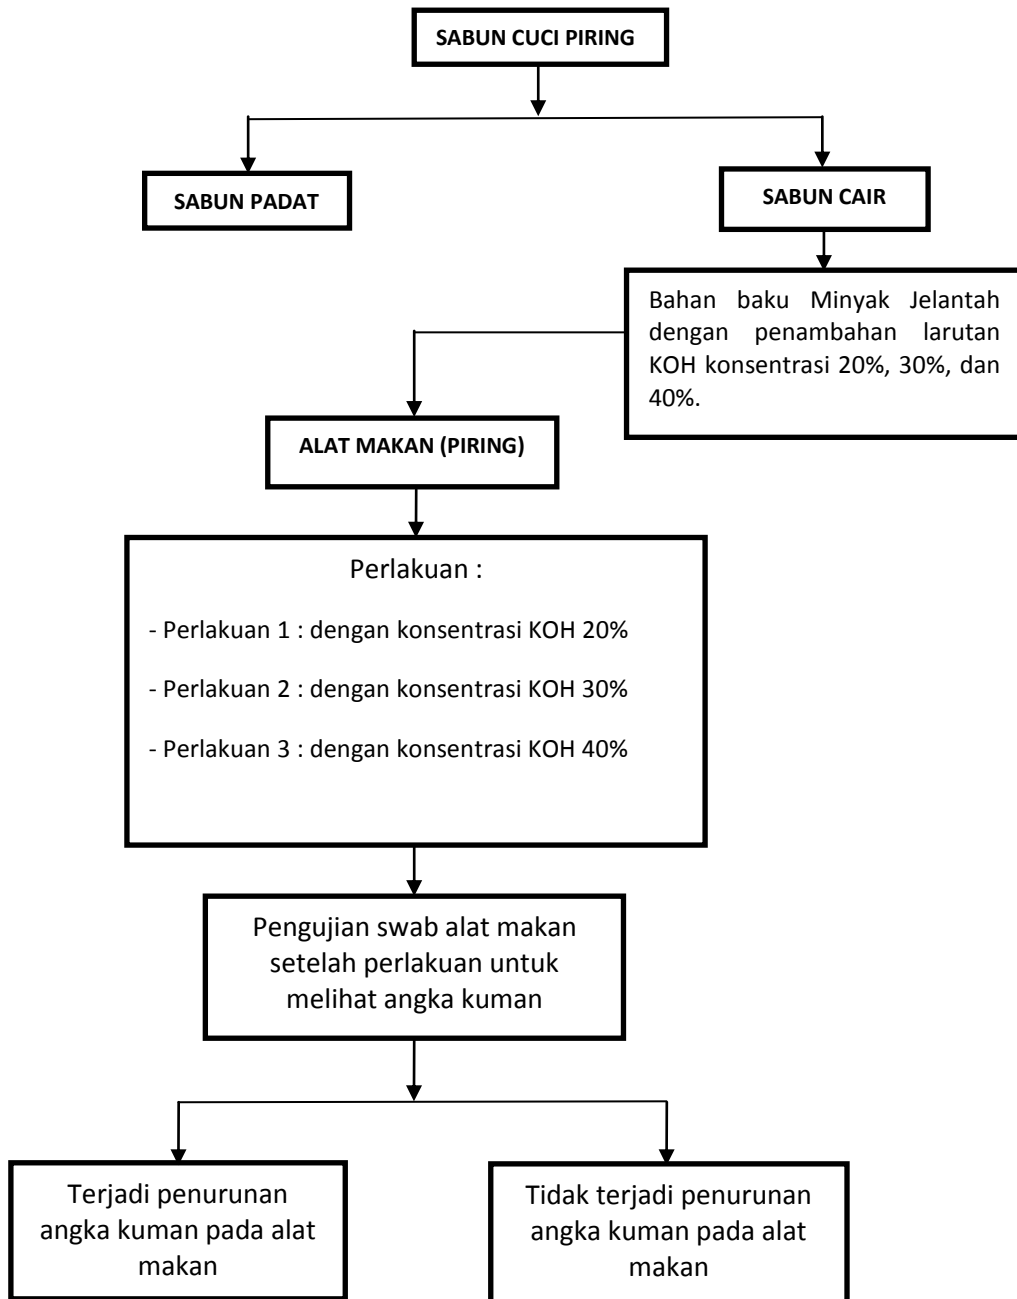 SABUN CUCI PIRING
SABUN PADAT
SABUN CAIR
Bahan baku Minyak Jelantah
dengan penambahan larutan
KOH konsentrasi 20%, 30%, dan
40%.
ALAT MAKAN (PIRING)
Perlakuan :
- Perlakuan 1 : dengan konsentrasi KOH 20%
- Perlakuan 2 : dengan konsentrasi KOH 30%
- Perlakuan 3 : dengan konsentrasi KOH 40%
Pengujian swab alat makan
setelah perlakuan untuk
melihat angka kuman
Terjadi penurunan
angka kuman pada alat
makan
Tidak terjadi penurunan
angka kuman pada alat
makan